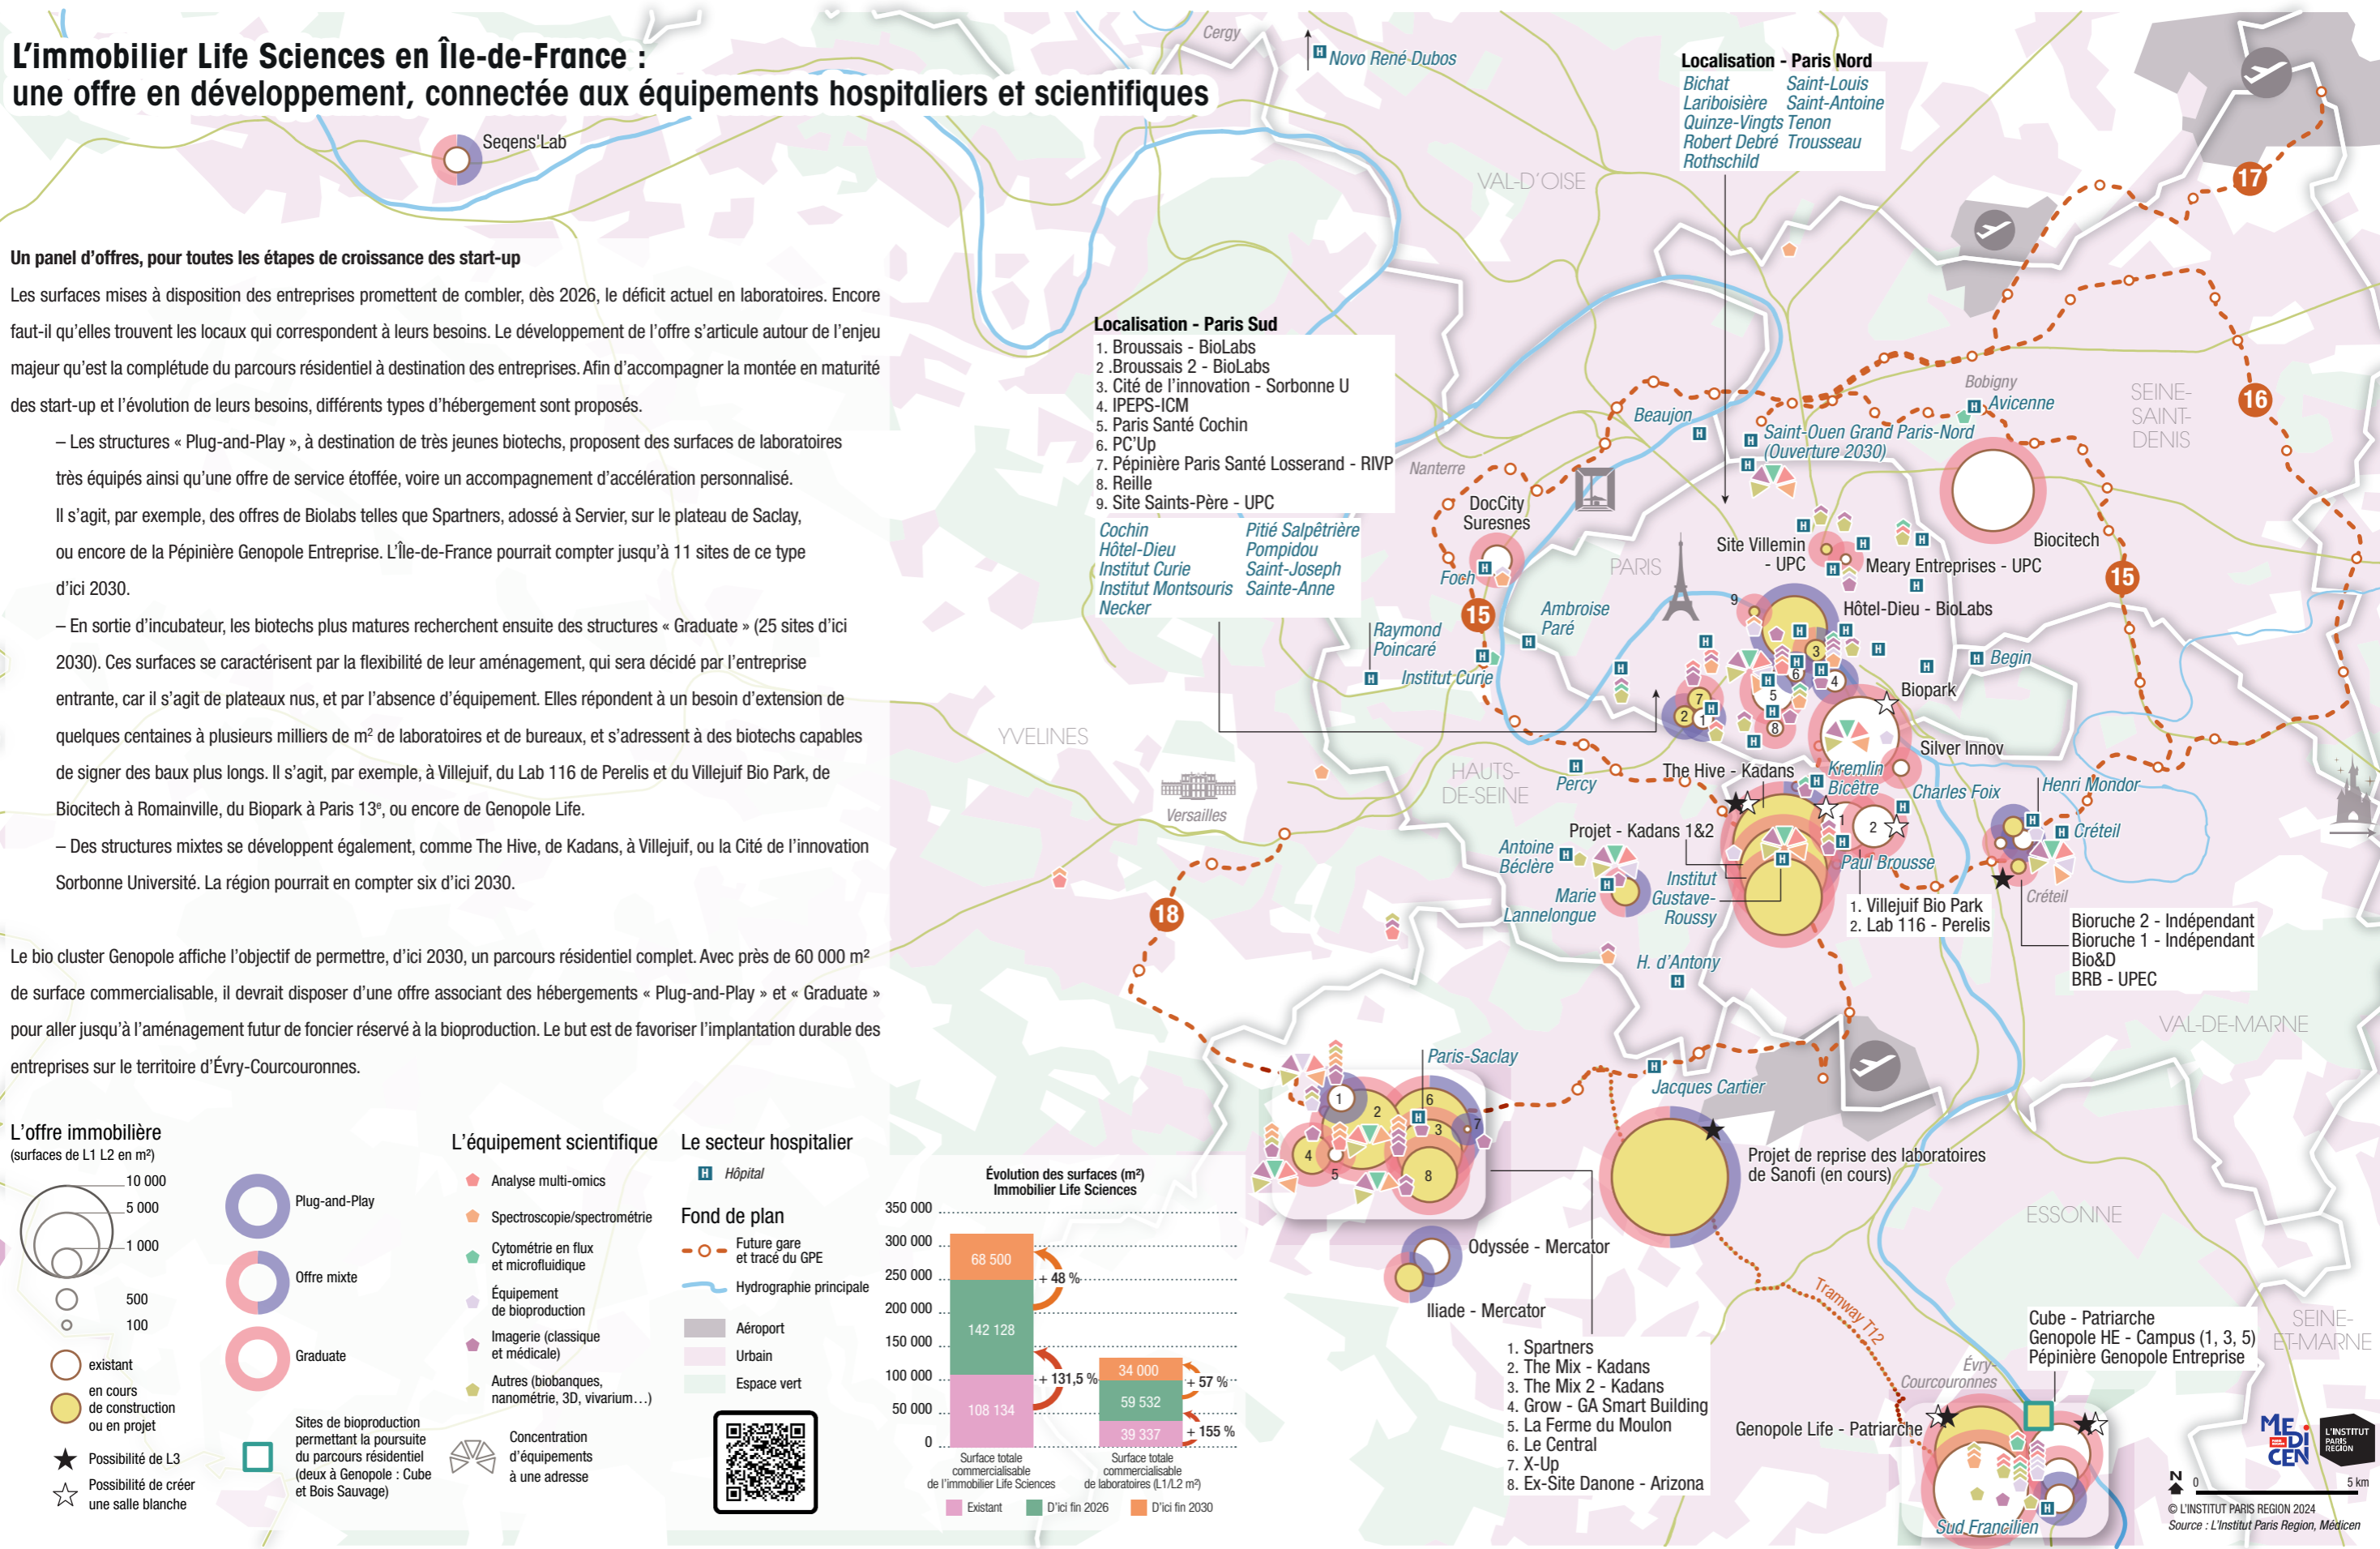 L'immobilier Life Sciences en Île-de-France :
une offre en développement, connectée aux équipements hospitaliers et scientifiques
Seqens'Lab
Un panel d'offres, pour toutes les étapes de croissance des start-up
Les surfaces mises à disposition des entreprises promettent de combler, dès 2026, le déficit actuel en laboratoires. Encore
faut-il qu'elles trouvent les locaux qui correspondent à leurs besoins. Le développement de l'offre s'articule autour de l'enjeu
majeur qu'est la complétude du parcours résidentiel à destination des entreprises. Afin d'accompagner la montée en maturité
des start-up et l'évolution de leurs besoins, différents types d'hébergement sont proposés.
– Les structures « Plug-and-Play », à destination de très jeunes biotechs, proposent des surfaces de laboratoires
très équipés ainsi qu'une offre de service étoffée, voire un accompagnement d'accélération personnalisé.
Il s'agit, par exemple, des offres de Biolabs telles que Spartners, adossé à Servier, sur le plateau de Saclay,
ou encore de la Pépinière Genopole Entreprise. L'Île-de-France pourrait compter jusqu'à 11 sites de ce type
d'ici 2030.
– En sortie d'incubateur, les biotechs plus matures recherchent ensuite des structures « Graduate » (25 sites d'ici
2030). Ces surfaces se caractérisent par la flexibilité de leur aménagement, qui sera décidé par l'entreprise
entrante, car il s'agit de plateaux nus, et par l'absence d'équipement. Elles répondent à un besoin d'extension de
quelques centaines à plusieurs milliers de m² de laboratoires et de bureaux, et s'adressent à des biotechs capables
de signer des baux plus longs. Il s'agit, par exemple, à Villejuif, du Lab 116 de Perelis et du Villejuif Bio Park, de
Biocitech à Romainville, du Biopark à Paris 13e, ou encore de Genopole Life.
– Des structures mixtes se développent également, comme The Hive, de Kadans, à Villejuif, ou la Cité de l'innovation
Sorbonne Université. La région pourrait en compter six d'ici 2030.
Le bio cluster Genopole affiche l'objectif de permettre, d'ici 2030, un parcours résidentiel complet. Avec près de 60 000 m²
de surface commercialisable, il devrait disposer d'une offre associant des hébergements « Plug-and-Play » et « Graduate »
pour aller jusqu'à l'aménagement futur de foncier réservé à la bioproduction. Le but est de favoriser l'implantation durable des
entreprises sur le territoire d'Évry-Courcouronnes.
L'offre immobilière
(surfaces de L1 L2 en m²)
10 000
5 000
1 000
500
100
existant
en cours
de construction
ou en projet
Possibilité de L3
Possibilité de créer
une salle blanche
Plug-and-Play
Offre mixte
Graduate
Sites de bioproduction
permettant la poursuite
du parcours résidentiel
(deux à Genopole : Cube
et Bois Sauvage)
L'équipement scientifique
Analyse multi-omics
Spectroscopie/spectrométrie
Cytométrie en flux
et microfluidique
Équipement
de bioproduction
Imagerie (classique
et médicale)
Autres (biobanques,
nanométrie, 3D, vivarium...)
Concentration
d'équipements
à une adresse
Le secteur hospitalier
H Hôpital
Fond de plan
Future gare
et tracé du GPE
Hydrographie principale
Aéroport
Urbain
Espace vert
Évolution des surfaces (m²)
Immobilier Life Sciences
350 000
300 000
250 000
200 000
150 000
100 000
50 000
0
68 500
142 128
108 134
+ 48 %
+ 131,5 %
34 000
59 532
39 337
+ 57 %
+ 155 %
Surface totale
commercialisable
de l'immobilier Life Sciences
Surface totale
commercialisable
de laboratoires (L1/L2 m²)
Existant
D'ici fin 2026
D'ici fin 2030
Cergy
H Novo René Dubos
Localisation - Paris Nord
Bichat Saint-Louis
Lariboisière Saint-Antoine
Quinze-Vingts Tenon
Robert Debré Trousseau
Rothschild
VAL-D'OISE
17
Localisation - Paris Sud
1. Broussais - BioLabs
2 .Broussais 2 - BioLabs
3. Cité de l'innovation - Sorbonne U
4. IPEPS-ICM
5. Paris Santé Cochin
6. PC'Up
7. Pépinière Paris Santé Losserand - RIVP
8. Reille
9. Site Saints-Père - UPC
Cochin Pitié Salpêtrière
Hôtel-Dieu Pompidou
Institut Curie Saint-Joseph
Institut Montsouris Sainte-Anne
Necker
Bobigny
H Avicenne
SEINE-
SAINT-
DENIS
16
Beaujon
H
H Saint-Ouen Grand Paris-Nord
(Ouverture 2030)
H
Nanterre
DocCity
Suresnes
Foch
H
Site Villemin
- UPC
Biocitech
Meary Entreprises - UPC
PARIS
15
15
Hôtel-Dieu - BioLabs
9
Ambroise
Paré
H
Raymond
Poincaré
H
Institut Curie
H
H Begin
Biopark
3
6
4
5
7
2
1
8
Silver Innov
YVELINES
Versailles
HAUTS-
DE-SEINE
H
Percy
The Hive - Kadans
Kremlin
Bicêtre
H
Charles Foix
H
Henri Mondor
H
H Créteil
Projet - Kadans 1&2
1
2
Antoine
Béclère
H
Marie
Lannelongue
H
Institut
Gustave-
Roussy
H
Paul Brousse
H
Créteil
1. Villejuif Bio Park
2. Lab 116 - Perelis
Bioruche 2 - Indépendant
Bioruche 1 - Indépendant
Bio&D
BRB - UPEC
18
H. d'Antony
H
VAL-DE-MARNE
Paris-Saclay
H
Jacques Cartier
H
1
2
6
3
7
4
5
8
Projet de reprise des laboratoires
de Sanofi (en cours)
ESSONNE
Odyssée - Mercator
Iliade - Mercator
Tramway T12
1. Spartners
2. The Mix - Kadans
3. The Mix 2 - Kadans
4. Grow - GA Smart Building
5. La Ferme du Moulon
6. Le Central
7. X-Up
8. Ex-Site Danone - Arizona
Cube - Patriarche
Genopole HE - Campus (1, 3, 5)
Pépinière Genopole Entreprise
SEINE-
ET-MARNE
Évry-
Courcouronnes
Genopole Life - Patriarche
H
Sud Francilien
MEDICEN
L'INSTITUT
PARIS
REGION
N
0
5 km
© L'INSTITUT PARIS REGION 2024
Source : L'Institut Paris Region, Médicen